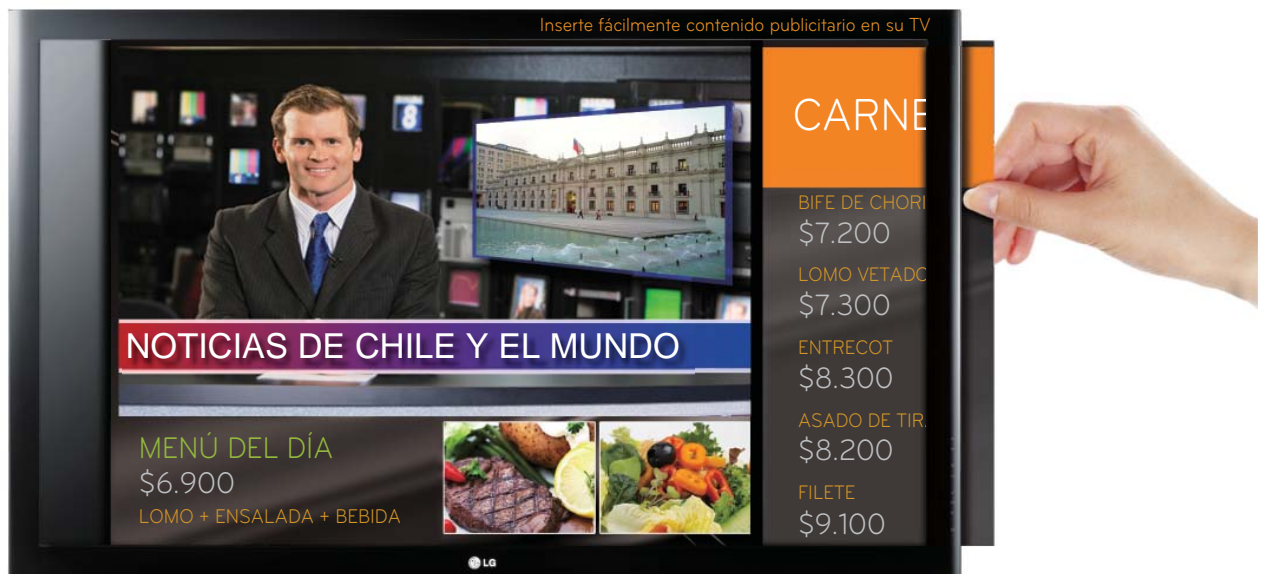 Inserte fácilmente contenido publicitario en su TV
8
NOTICIAS DE CHILE Y EL MUNDO
MENÚ DEL DÍA
$6.900
LOMO + ENSALADA + BEBIDA
CARNE
BIFE DE CHORI
$7.200
LOMO VETADO
$7.300
ENTRECOT
$8.300
ASADO DE TIR
$8.200
FILETE
$9.100
LG